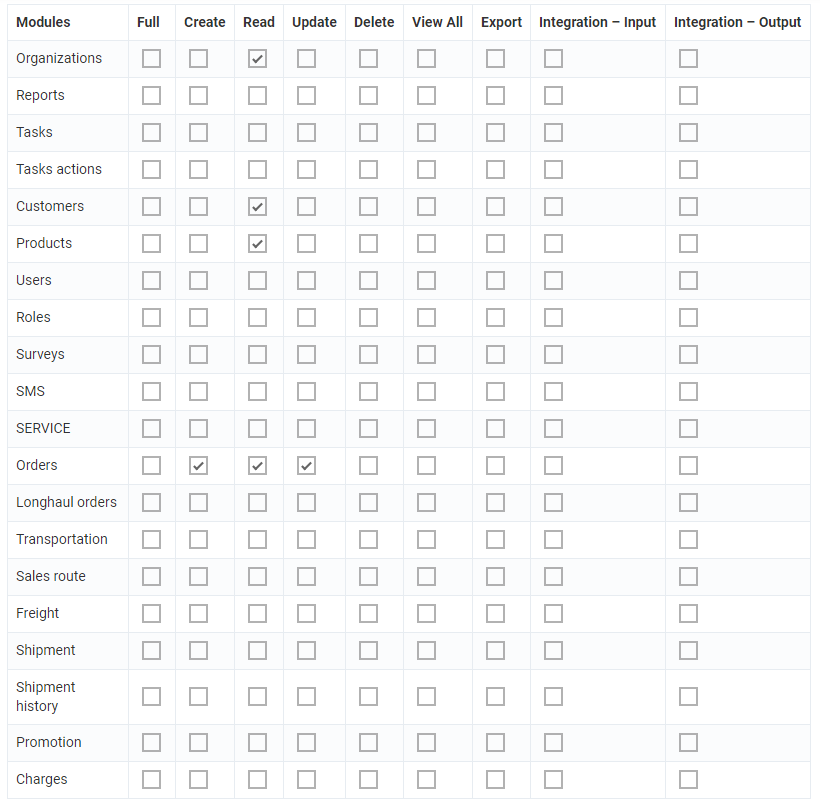 Modules Full Create Read Update Delete View All Export Integration – Input Integration – Output
Organizations
Reports
Tasks
Tasks actions
Customers
Products
Users
Roles
Surveys
SMS
SERVICE
Orders
Longhaul orders
Transportation
Sales route
Freight
Shipment
Shipment
history
Promotion
Charges